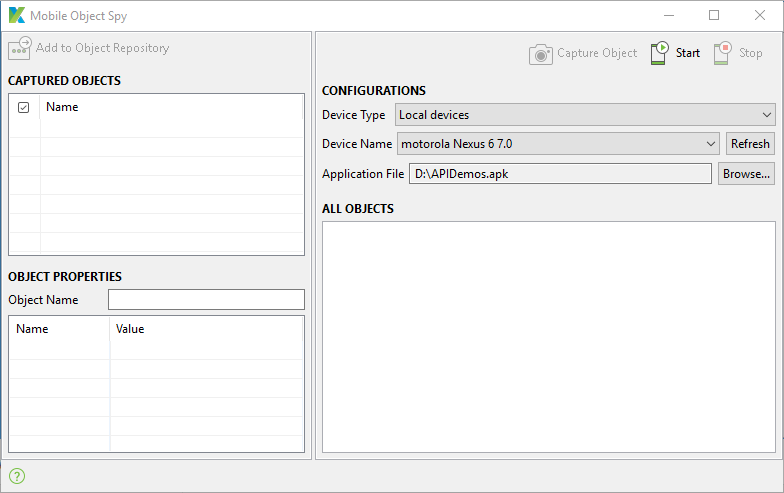 Mobile Object Spy
Add to Object Repository
CAPTURED OBJECTS
Name
OBJECT PROPERTIES
Object Name
Name Value
Capture Object Start Stop
CONFIGURATIONS
Device Type Local devices
Device Name motorola Nexus 6 7.0 Refresh
Application File D:\APIDemos.apk Browse...
ALL OBJECTS